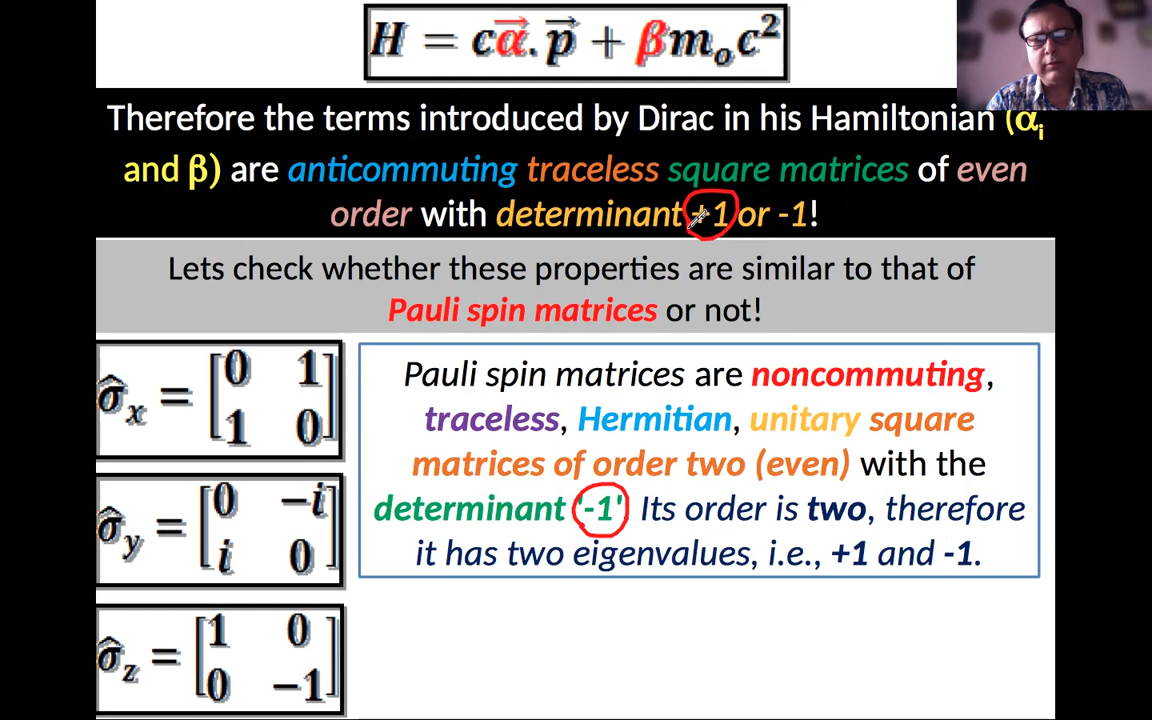 H = cα⃗.p⃗ + βmₒc²
Therefore the terms introduced by Dirac in his Hamiltonian (αᵢ
and β) are anticommuting traceless square matrices of even
order with determinant +1 or -1!
Lets check whether these properties are similar to that of
Pauli spin matrices or not!
σ̂ₓ = [0 1
1 0]
σ̂_y = [0 −i
i 0]
σ̂_z = [1 0
0 −1]
Pauli spin matrices are noncommuting,
traceless, Hermitian, unitary square
matrices of order two (even) with the
determinant '-1' Its order is two, therefore
it has two eigenvalues, i.e., +1 and -1.